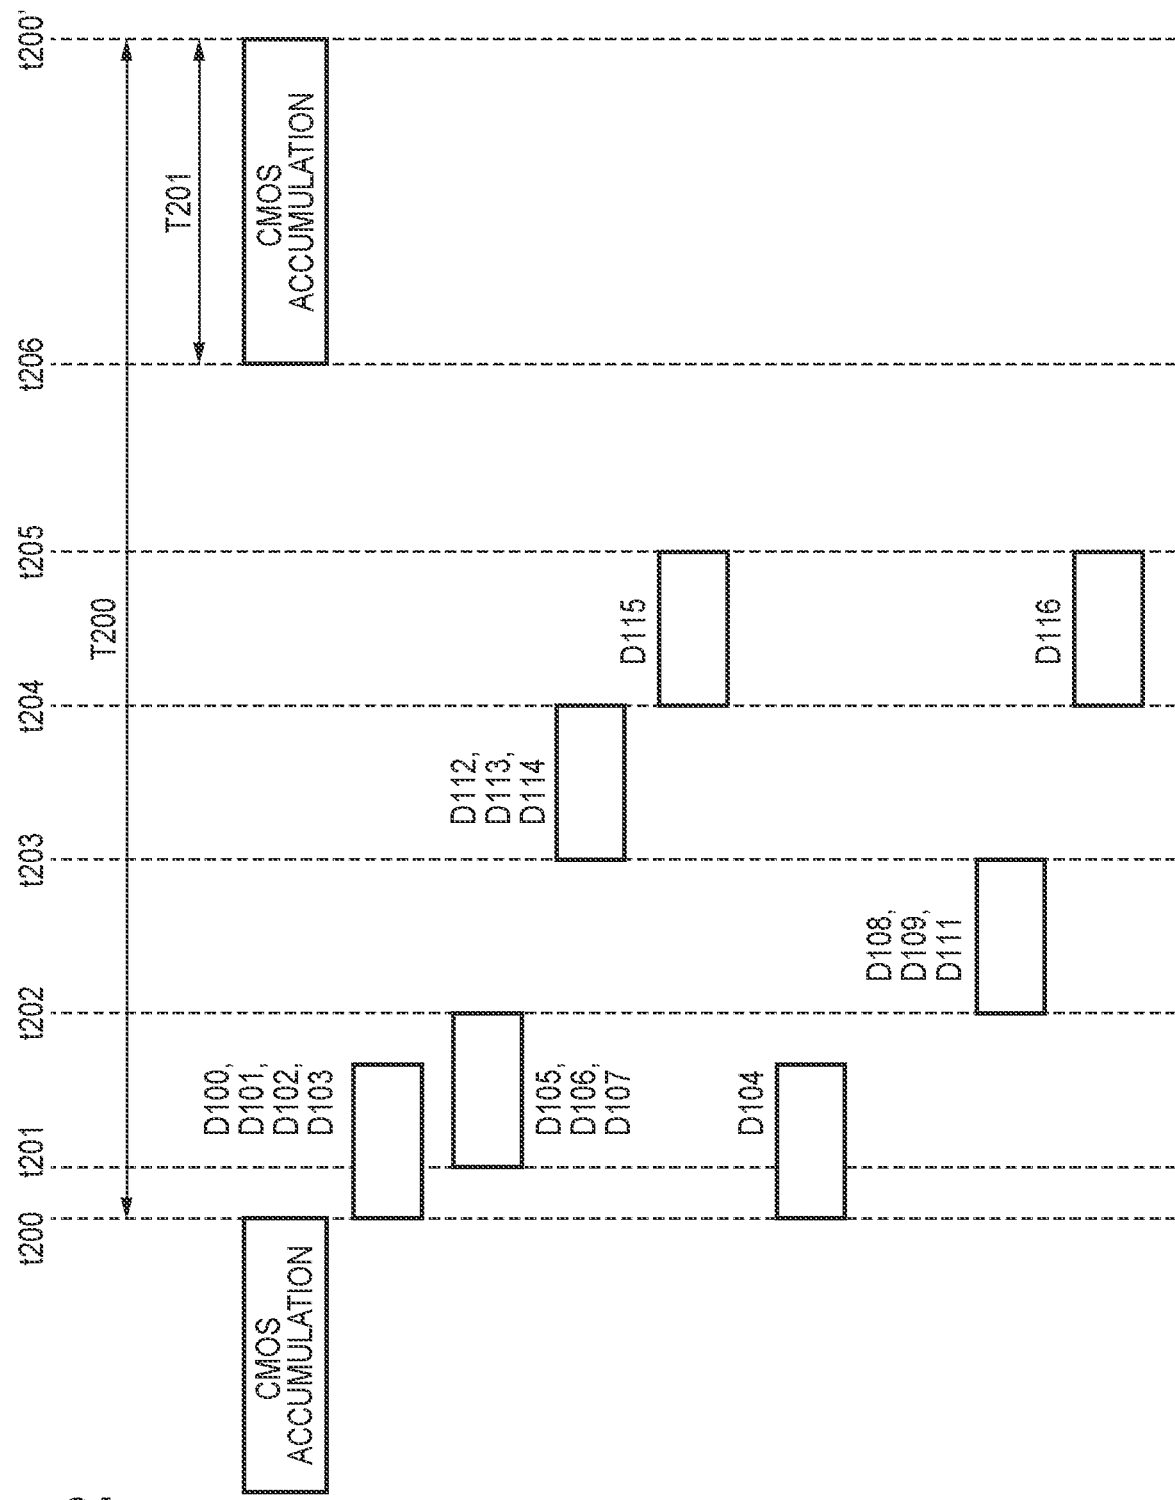 t200
t201
t202
t203
t204
t205
t206
t200'
T200
T201
CMOS
ACCUMULATION
CMOS
ACCUMULATION
D100,
D101,
D102,
D103
D105,
D106,
D107
D112,
D113,
D114
D115
D104
D108,
D109,
D111
D116